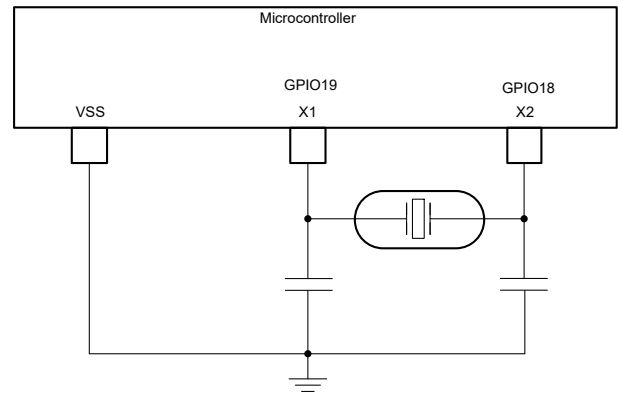 Microcontroller
GPIO19
GPIO18
VSS
X1
X2